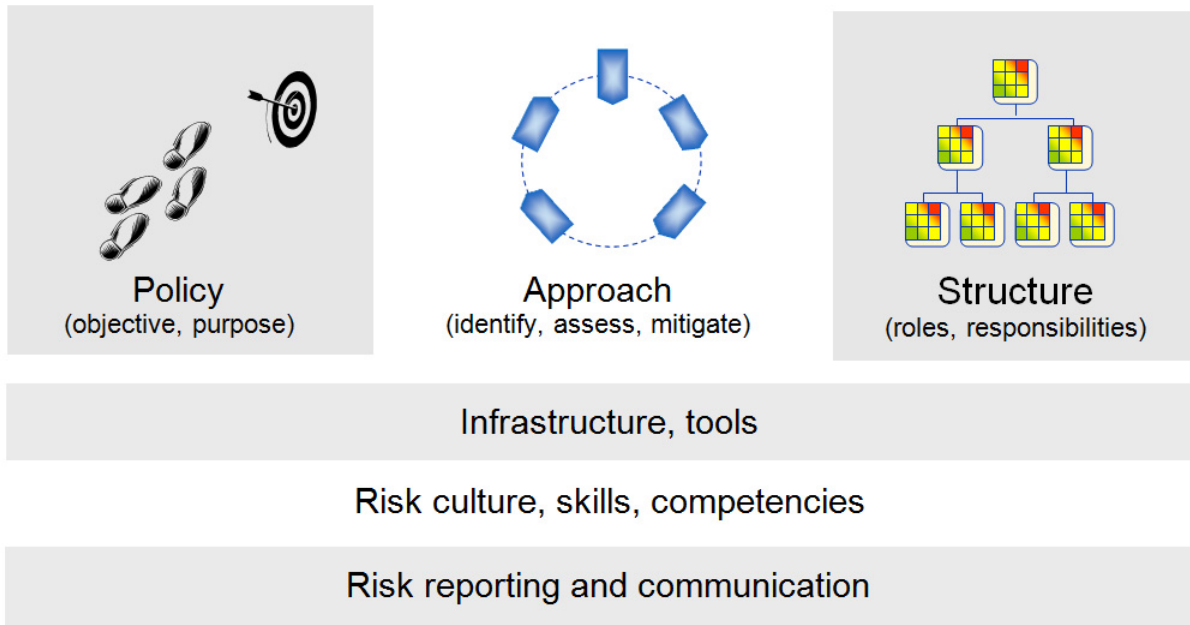 Policy
(objective, purpose)
Approach
(identify, assess, mitigate)
Structure
(roles, responsibilities)
Infrastructure, tools
Risk culture, skills, competencies
Risk reporting and communication